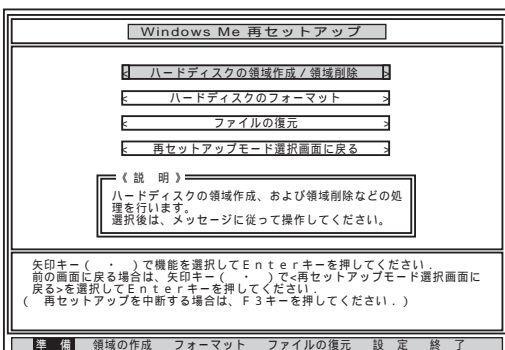 Windows Me 再セットアップ
< ハードディスクの領域作成/領域削除 >
< ハードディスクのフォーマット >
< ファイルの復元 >
< 再セットアップモード選択画面に戻る >
《説 明》
ハードディスクの領域作成、および領域削除などの処
理を行います。
選択後は、メッセージに従って操作してください。
矢印キー( ・ )で機能を選択してEnterキーを押してください.
前の画面に戻る場合は、矢印キー( ・ )で<再セットアップモード選択画面に
戻る>を選択してEnterキーを押してください.
( 再セットアップを中断する場合は、F3キーを押してください.)
準 備 領域の作成 フォーマット ファイルの復元 設 定 終 了